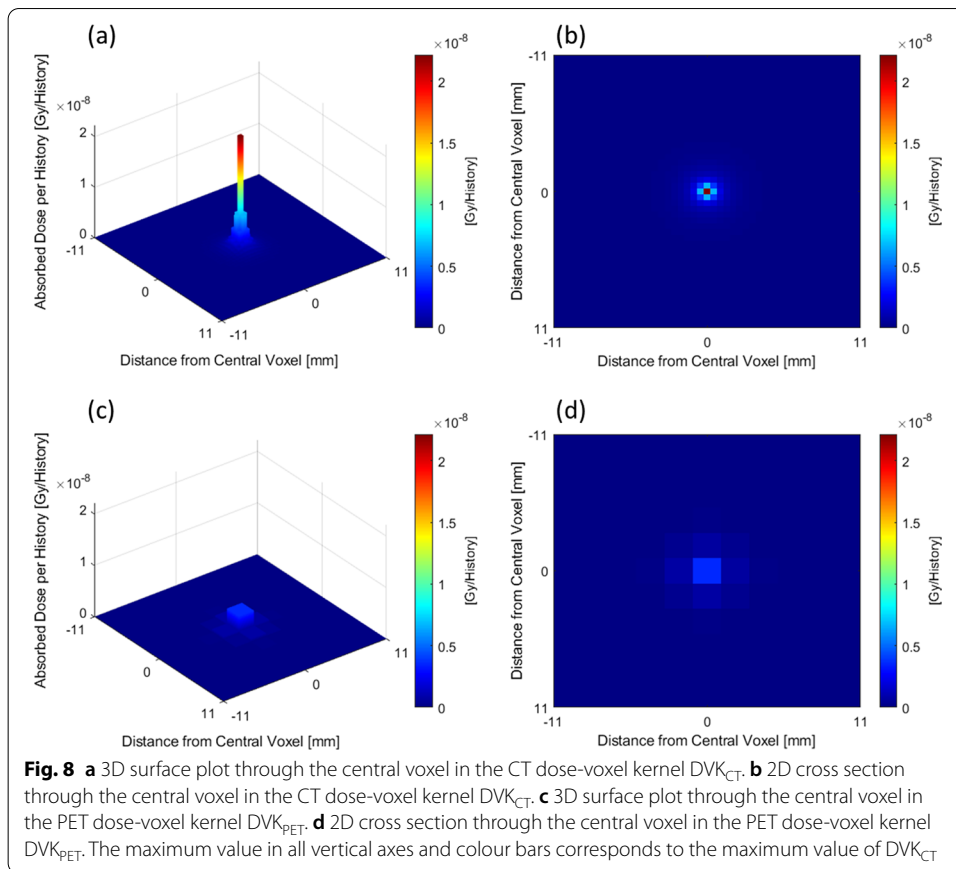 (a)
×10⁻⁸
Absorbed Dose per History [Gy/History]
2
1
0
-11
0
11
-11
0
11
Distance from Central Voxel [mm]
×10⁻⁸
2
1.5
1
0.5
0
[Gy/History]
(b)
-11
0
11
-11
0
11
Distance from Central Voxel [mm]
Distance from Central Voxel [mm]
×10⁻⁸
2
1.5
1
0.5
0
[Gy/History]
(c)
×10⁻⁸
Absorbed Dose per History [Gy/History]
2
1
0
-11
0
11
-11
0
11
Distance from Central Voxel [mm]
×10⁻⁸
2
1.5
1
0.5
0
[Gy/History]
(d)
-11
0
11
-11
0
11
Distance from Central Voxel [mm]
Distance from Central Voxel [mm]
×10⁻⁸
2
1.5
1
0.5
0
[Gy/History]
Fig. 8 a 3D surface plot through the central voxel in the CT dose-voxel kernel DVK_CT. b 2D cross section
through the central voxel in the CT dose-voxel kernel DVK_CT. c 3D surface plot through the central voxel in
the PET dose-voxel kernel DVK_PET. d 2D cross section through the central voxel in the PET dose-voxel kernel
DVK_PET. The maximum value in all vertical axes and colour bars corresponds to the maximum value of DVK_CT